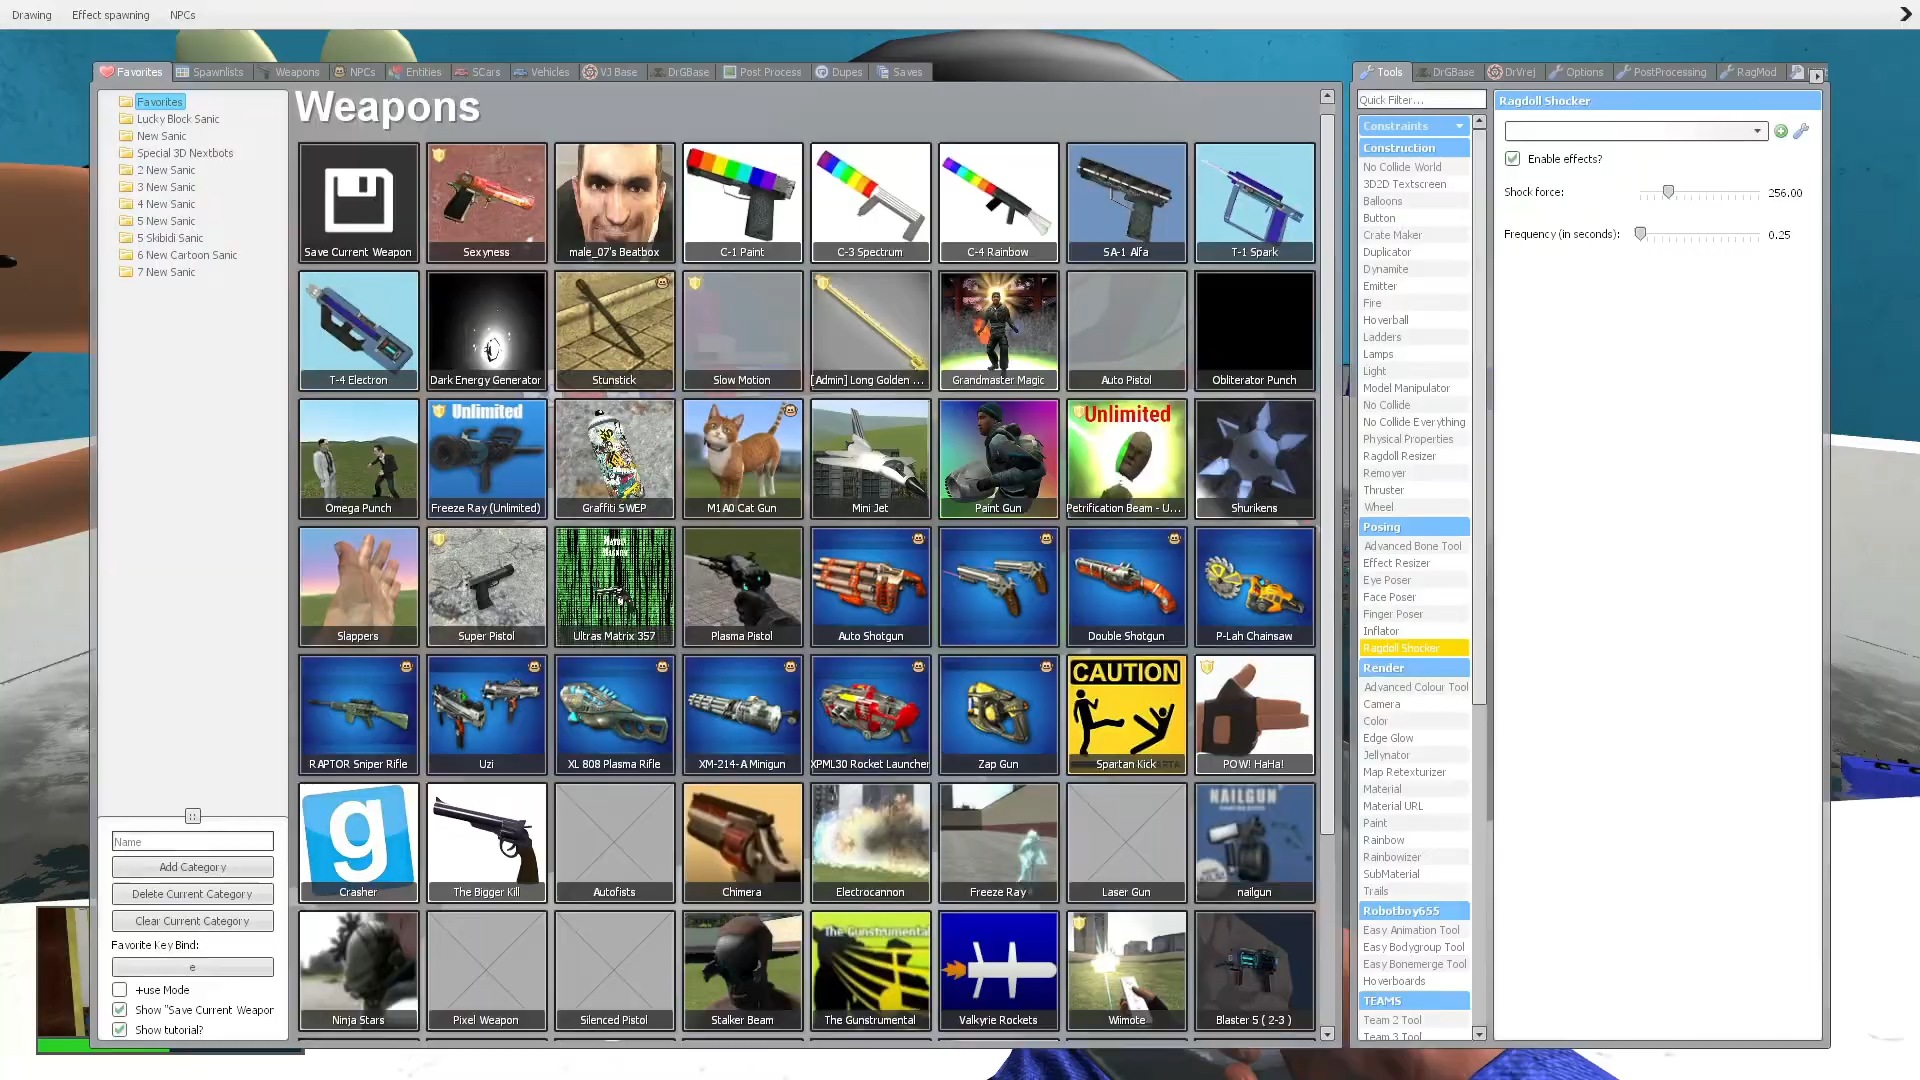 Drawing Effect spawning NPCs
Favorites Spawnlists Weapons NPCs Entities SCars Vehicles VJ Base DrGBase Post Process Dupes Saves
Favorites
Lucky Block Sanic
New Sanic
Special 3D Nextbots
2 New Sanic
3 New Sanic
4 New Sanic
5 New Sanic
5 Skibidi Sanic
6 New Cartoon Sanic
7 New Sanic
Name
Add Category
Delete Current Category
Clear Current Category
Favorite Key Bind:
e
+use Mode
Show "Save Current Weapor
Show tutorial?
Weapons
Save Current Weapon Sexyness male_07's Beatbox C-1 Paint C-3 Spectrum C-4 Rainbow SA-1 Alfa T-1 Spark
T-4 Electron Dark Energy Generator Stunstick Slow Motion [Admin] Long Golden ... Grandmaster Magic Auto Pistol Obliterator Punch
Unlimited Unlimited
Omega Punch Freeze Ray (Unlimited) Graffiti SWEP M1A0 Cat Gun Mini Jet Paint Gun Petrification Beam - U... Shurikens
Slappers Super Pistol Ultras Matrix 357 Plasma Pistol Auto Shotgun Double Shotgun P-Lah Chainsaw
CAUTION
RAPTOR Sniper Rifle Uzi XL 808 Plasma Rifle XM-214-A Minigun XPML30 Rocket Launcher Zap Gun Spartan Kick POW! HaHa!
g
NAILGUN
Crasher The Bigger Kill Autofists Chimera Electrocannon Freeze Ray Laser Gun nailgun
The Gunstrumental
Ninja Stars Pixel Weapon Silenced Pistol Stalker Beam The Gunstrumental Valkyrie Rockets Wiimote Blaster 5 ( 2-3 )
Tools DrGBase DrVrej Options PostProcessing RagMod
Quick Filter...
Constraints
Construction
No Collide World
3D2D Textscreen
Balloons
Button
Crate Maker
Duplicator
Dynamite
Emitter
Fire
Hoverball
Ladders
Lamps
Light
Model Manipulator
No Collide
No Collide Everything
Physical Properties
Ragdoll Resizer
Remover
Thruster
Wheel
Posing
Advanced Bone Tool
Effect Resizer
Eye Poser
Face Poser
Finger Poser
Inflator
Ragdoll Shocker
Render
Advanced Colour Tool
Camera
Color
Edge Glow
Jellynator
Map Retexturizer
Material
Material URL
Paint
Rainbow
Rainbowizer
SubMaterial
Trails
Robotboy655
Easy Animation Tool
Easy Bodygroup Tool
Easy Bonemerge Tool
Hoverboards
TEAMS
Team 2 Tool
Team 3 Tool
Ragdoll Shocker
Enable effects?
Shock force: 256.00
Frequency (in seconds): 0.25